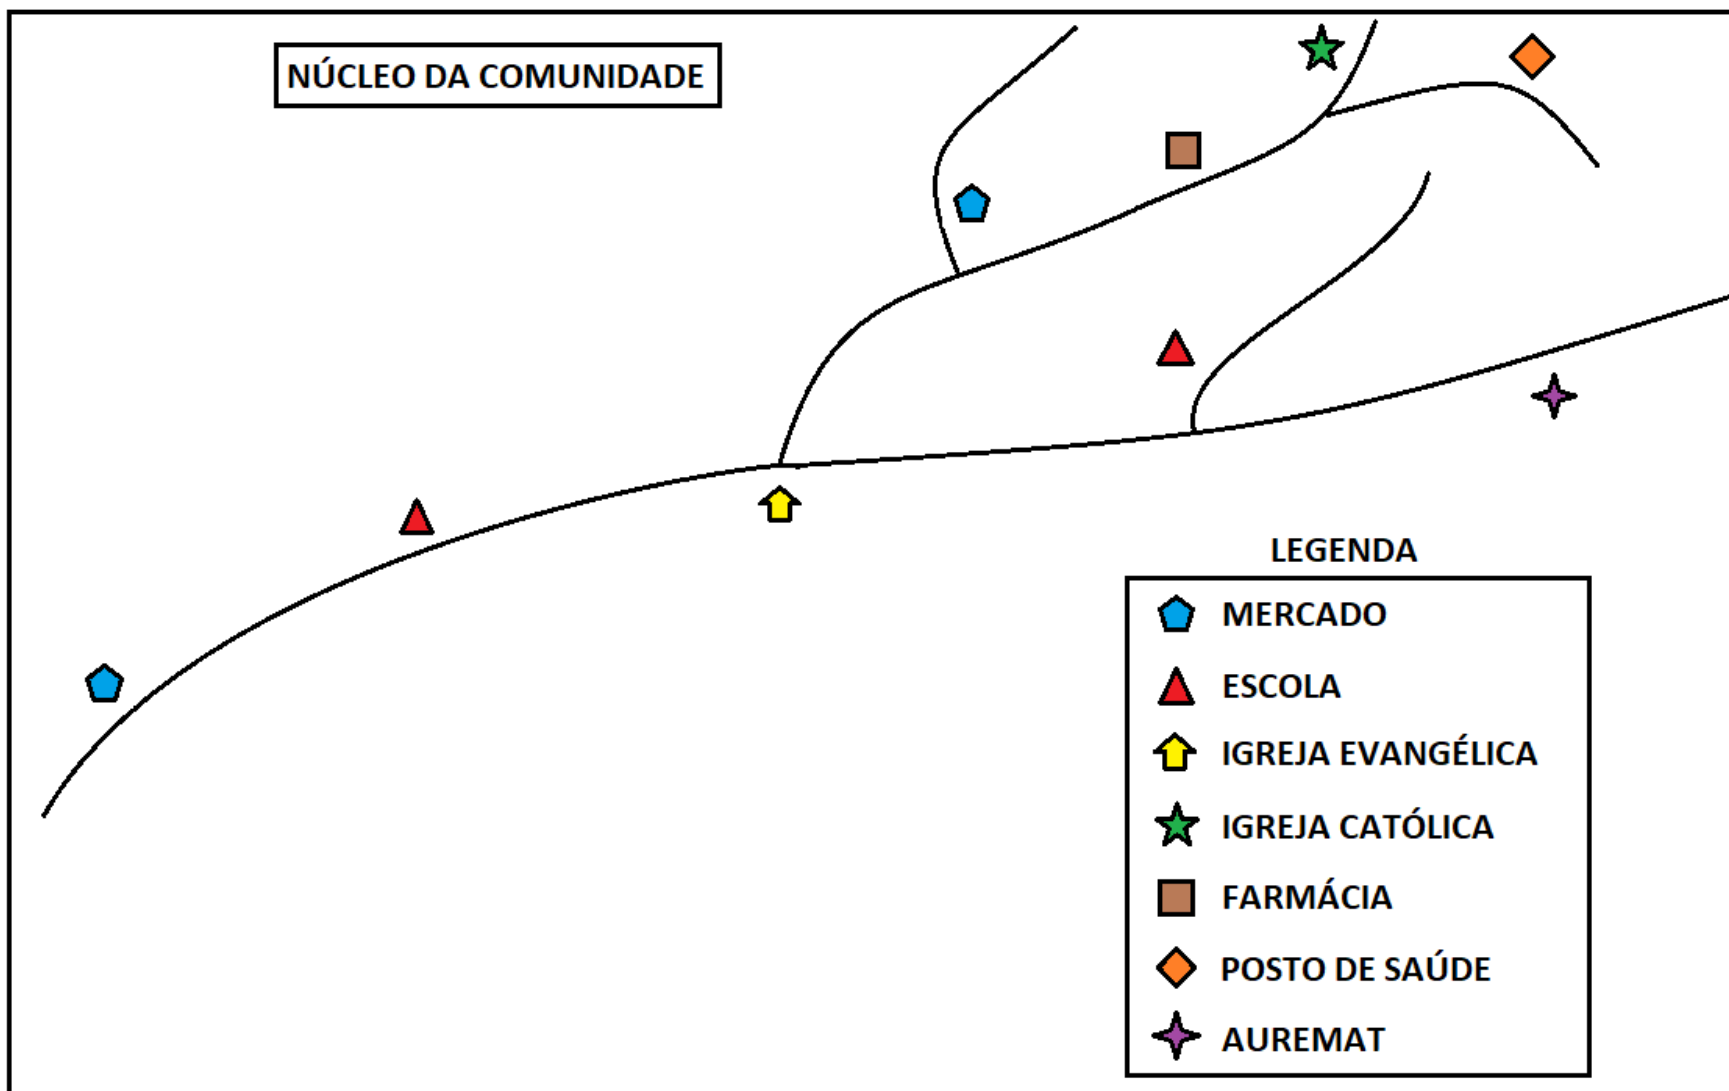 NÚCLEO DA COMUNIDADE
LEGENDA
MERCADO
ESCOLA
IGREJA EVANGÉLICA
IGREJA CATÓLICA
FARMÁCIA
POSTO DE SAÚDE
AUREMAT